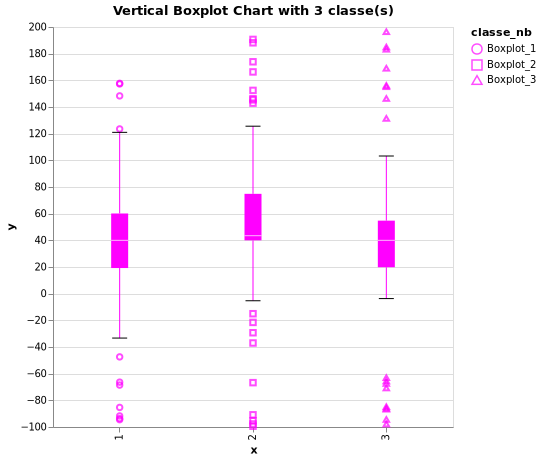 Vertical Boxplot Chart with 3 classe(s)
classe_nb
Boxplot_1
Boxplot_2
Boxplot_3
y
200
180
160
140
120
100
80
60
40
20
0
−20
−40
−60
−80
−100
1
2
3
x